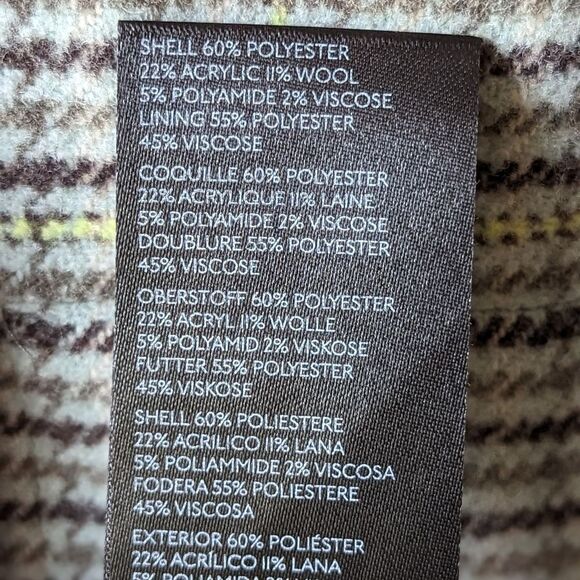 SHELL 60% POLYESTER
22% ACRYLIC 11% WOOL
5% POLYAMIDE 2% VISCOSE
LINING 55% POLYESTER
45% VISCOSE
COQUILLE 60% POLYESTER
22% ACRYLIQUE 11% LAINE
5% POLYAMIDE 2% VISCOSE
DOUBLURE 55% POLYESTER
45% VISCOSE
OBERSTOFF 60% POLYESTER
22% ACRYL 11% WOLLE
5% POLYAMID 2% VISKOSE
FUTTER 55% POLYESTER
45% VISKOSE
SHELL 60% POLIESTERE
22% ACRILICO 11% LANA
5% POLIAMMIDE 2% VISCOSA
FODERA 55% POLIESTERE
45% VISCOSA
EXTERIOR 60% POLIÉSTER
22% ACRÍLICO 11% LANA